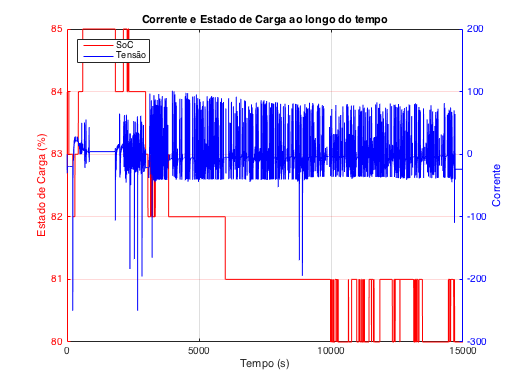 Corrente e Estado de Carga ao longo do tempo
SoC
Tensão
85
84
83
82
81
80
Estado de Carga (%)
200
100
0
-100
-200
-300
Corrente
0
5000
10000
15000
Tempo (s)